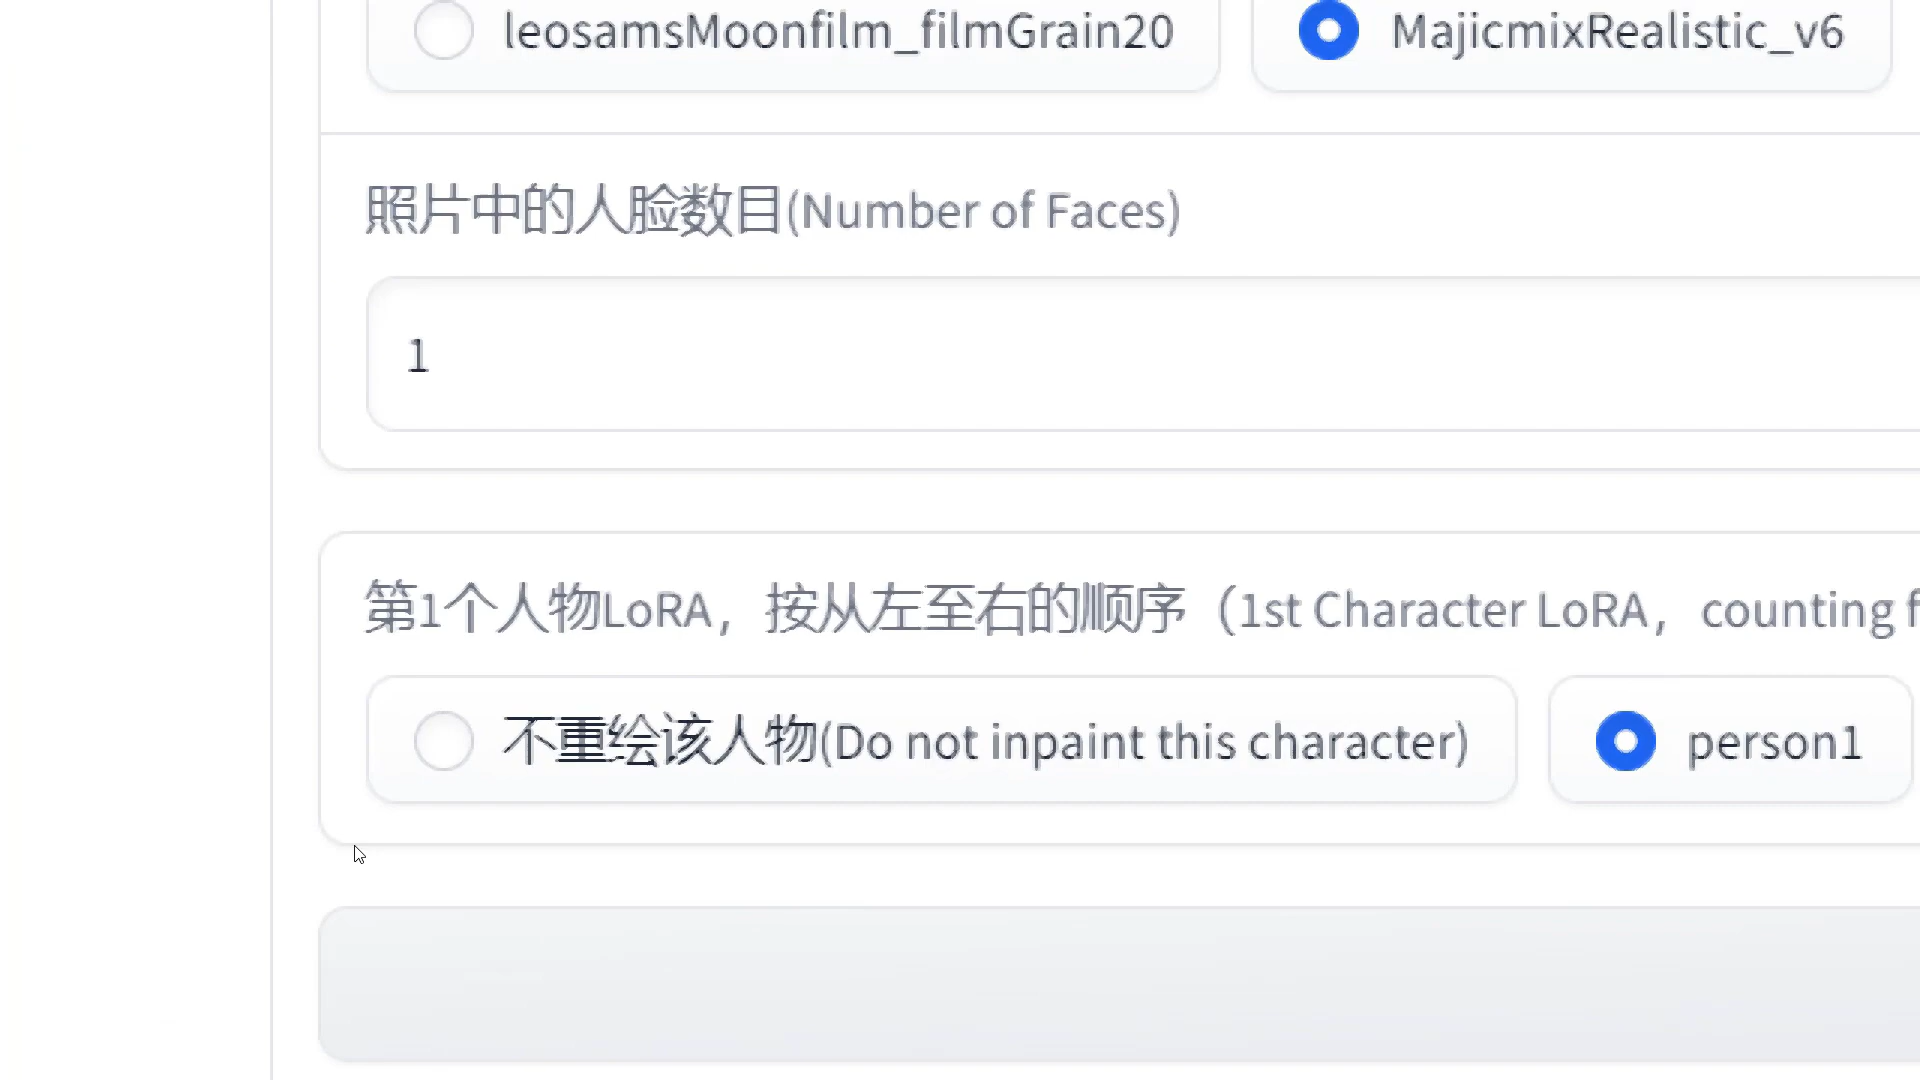 leosamsMoonfilm_filmGrain20 MajicmixRealistic_v6
照片中的人脸数目(Number of Faces)
1
第1个人物LoRA，按从左至右的顺序（1st Character LoRA，counting f
不重绘该人物(Do not inpaint this character) person1